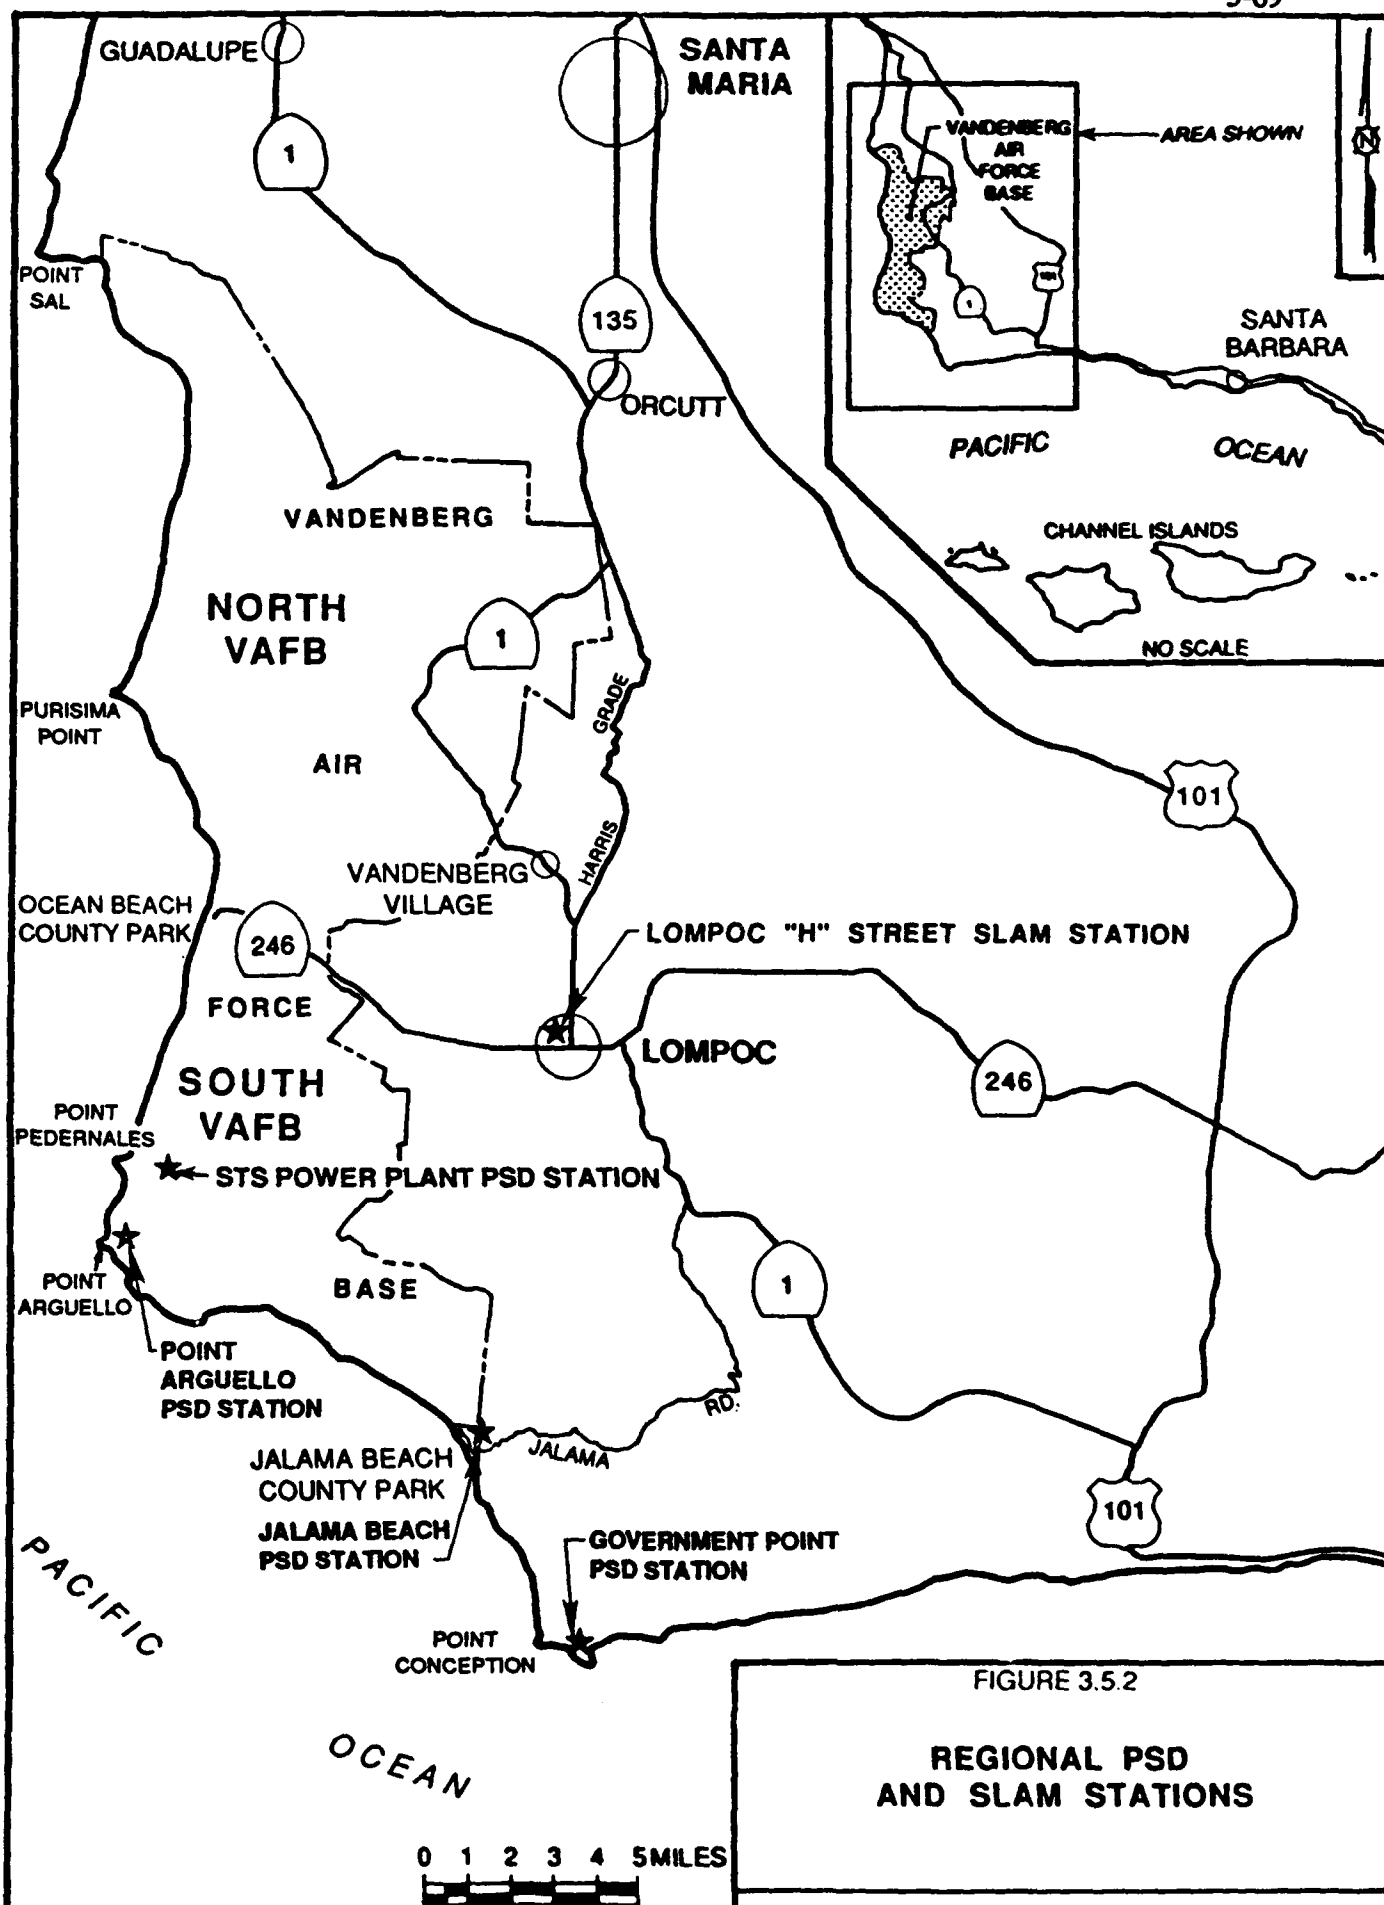 GUADALUPE
SANTA
MARIA
1
VANDENBERG
AIR
FORCE
BASE
AREA SHOWN
N
POINT
SAL
135
101
1
SANTA
BARBARA
ORCUTT
PACIFIC
OCEAN
VANDENBERG
CHANNEL ISLANDS
NORTH
VAFB
1
NO SCALE
GRADE
PURISIMA
POINT
AIR
101
HARRIS
VANDENBERG
VILLAGE
OCEAN BEACH
COUNTY PARK
246
LOMPOC "H" STREET SLAM STATION
FORCE
LOMPOC
246
SOUTH
VAFB
POINT
PEDERNALES
STS POWER PLANT PSD STATION
POINT
ARGUELLO
BASE
1
POINT
ARGUELLO
PSD STATION
RD.
JALAMA
JALAMA BEACH
COUNTY PARK
101
JALAMA BEACH
PSD STATION
GOVERNMENT POINT
PSD STATION
PACIFIC
POINT
CONCEPTION
FIGURE 3.5.2
OCEAN
REGIONAL PSD
AND SLAM STATIONS
0 1 2 3 4 5 MILES